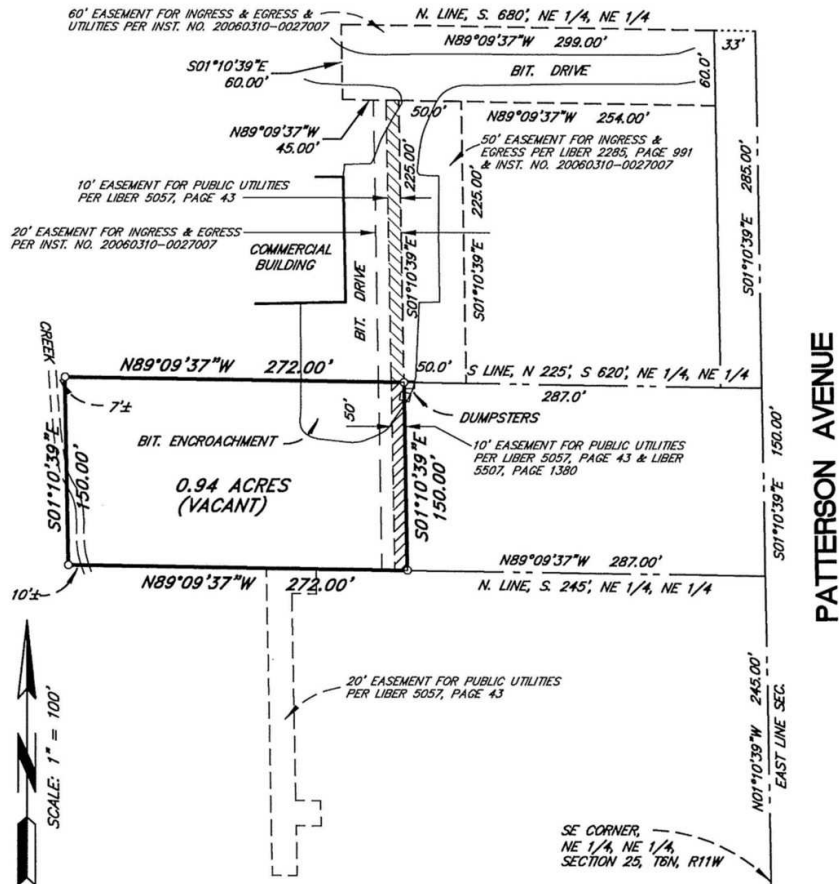 60' EASEMENT FOR INGRESS & EGRESS &
UTILITIES PER INST. NO. 20060310-0027007
N. LINE, S. 680', NE 1/4, NE 1/4
N89°09'37"W 299.00'
33'
S01°10'39"E
60.00'
BIT. DRIVE
60.0'
50.0'
N89°09'37"W 254.00'
N89°09'37"W
45.00'
50' EASEMENT FOR INGRESS &
EGRESS PER LIBER 2285, PAGE 991
& INST. NO. 20060310-0027007
225.00'
S01°10'39"E
225.00'
S01°10'39"E
285.00'
S01°10'39"E
10' EASEMENT FOR PUBLIC UTILITIES
PER LIBER 5057, PAGE 43
20' EASEMENT FOR INGRESS & EGRESS
PER INST. NO. 20060310-0027007
COMMERCIAL
BUILDING
BIT. DRIVE
CREEK
N89°09'37"W 272.00'
50.0'
S LINE, N 225', S 620', NE 1/4, NE 1/4
287.0'
7'±
BIT. ENCROACHMENT
50'
DUMPSTERS
10' EASEMENT FOR PUBLIC UTILITIES
PER LIBER 5057, PAGE 43 & LIBER
5507, PAGE 1380
S01°10'39"E
150.00'
0.94 ACRES
(VACANT)
S01°10'39"E
150.00'
S01°10'39"E 150.00'
PATTERSON AVENUE
10'±
N89°09'37"W 272.00'
N89°09'37"W 287.00'
N. LINE, S. 245', NE 1/4, NE 1/4
20' EASEMENT FOR PUBLIC UTILITIES
PER LIBER 5057, PAGE 43
N01°10'39"W 245.00'
EAST LINE SEC.
N
SCALE: 1" = 100'
SE CORNER,
NE 1/4, NE 1/4,
SECTION 25, T6N, R11W